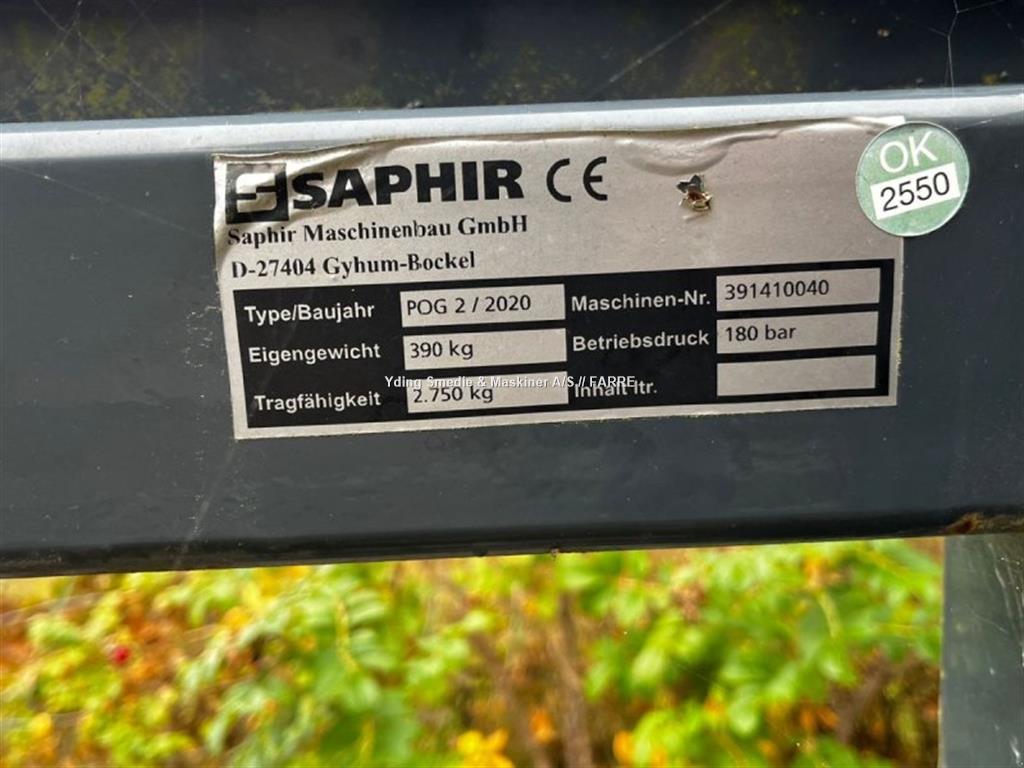 SAPHIR CE
OK
2550
Saphir Maschinenbau GmbH
D-27404 Gyhum-Bockel
Type/Baujahr POG 2 / 2020 Maschinen-Nr. 391410040
Eigengewicht 390 kg Betriebsdruck 180 bar
Yding Smedie & Maskiner A/S // FARRE
Tragfähigkeit 2.750 kg Inhalt ltr.